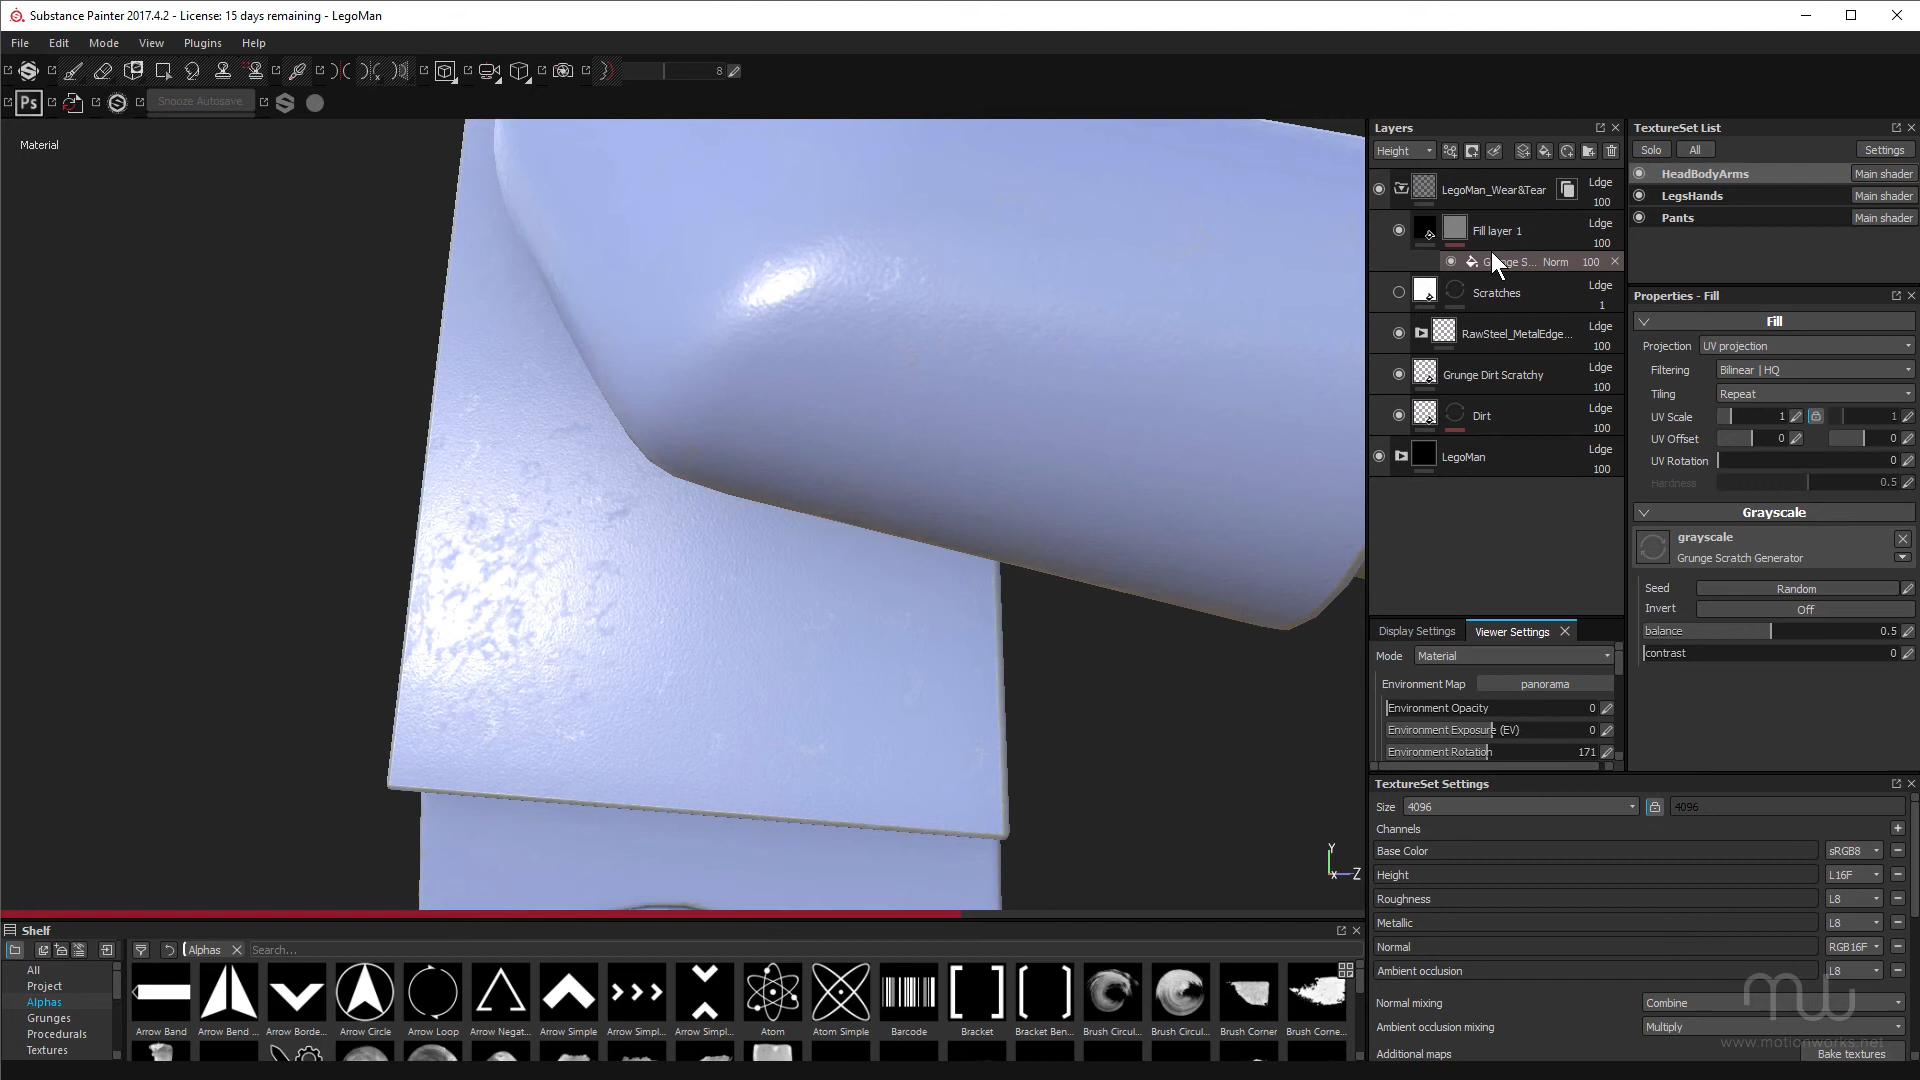 Substance Painter 2017.4.2 - License: 15 days remaining - LegoMan
File Edit Mode View Plugins Help
8
Ps Snooze Autosave
Material
Layers
Height
LegoMan_Wear&Tear Ldge 100
Fill layer 1 Ldge 100
Norm 100
Scratches Ldge 1
RawSteel_MetalEdge... Ldge 100
Grunge Dirt Scratchy Ldge 100
Dirt Ldge 100
LegoMan Ldge 100
Display Settings Viewer Settings
Mode Material
Environment Map panorama
Environment Opacity 0
Environment Exposure (EV) 0
Environment Rotation 171
TextureSet List
Solo All Settings
HeadBodyArms Main shader
LegsHands Main shader
Pants Main shader
Properties - Fill
Fill
Projection UV projection
Filtering Bilinear | HQ
Tiling Repeat
UV Scale 1 1
UV Offset 0 0
UV Rotation 0
Hardness 0.5
Grayscale
grayscale
Grunge Scratch Generator
Seed Random
Invert Off
balance 0.5
contrast 0
TextureSet Settings
Size 4096 4096
Channels
Base Color sRGB8
Height L16F
Roughness L8
Metallic L8
Normal RGB16F
Ambient occlusion L8
Normal mixing Combine
Ambient occlusion mixing Multiply
Additional maps Bake textures
www.motionworks.net
Y
X Z
Shelf
Alphas Search...
All
Project
Alphas
Grunges
Procedurals
Textures
Arrow Band Arrow Bend ... Arrow Borde... Arrow Circle Arrow Loop Arrow Negat... Arrow Simple Arrow Simpl... Arrow Simpl... Atom Atom Simple Barcode Bracket Bracket Ben... Brush Circul... Brush Circul... Brush Corner Brush Corne...